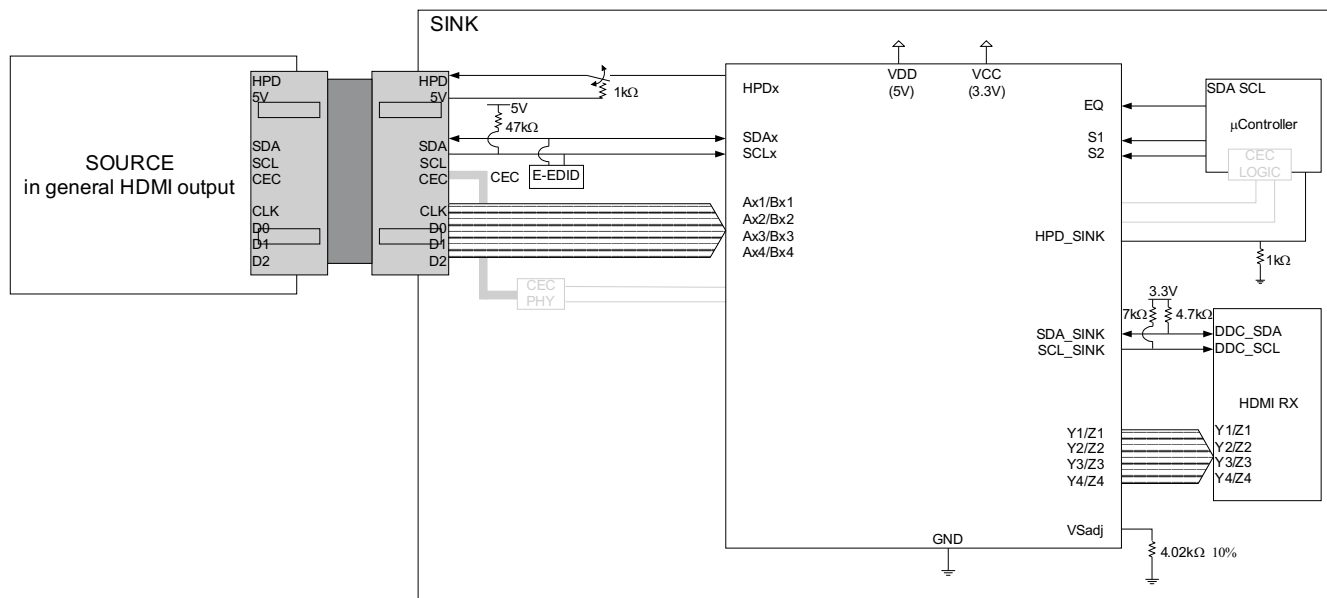 SINK
HPD
5V
SDA
SCL
CEC
CLK
D0
D1
D2
SOURCE
in general HDMI output
HPD
5V
SDA
SCL
CEC
CLK
D0
D1
D2
1kΩ
5V
47kΩ
CEC
E-EDID
CEC
PHY
HPDx
SDAx
SCLx
Ax1/Bx1
Ax2/Bx2
Ax3/Bx3
Ax4/Bx4
VDD
(5V)
VCC
(3.3V)
EQ
S1
S2
HPD_SINK
SDA_SINK
SCL_SINK
Y1/Z1
Y2/Z2
Y3/Z3
Y4/Z4
VSadj
GND
SDA SCL
µController
CEC
LOGIC
1kΩ
3.3V
7kΩ 4.7kΩ
DDC_SDA
DDC_SCL
HDMI RX
Y1/Z1
Y2/Z2
Y3/Z3
Y4/Z4
4.02kΩ 10%